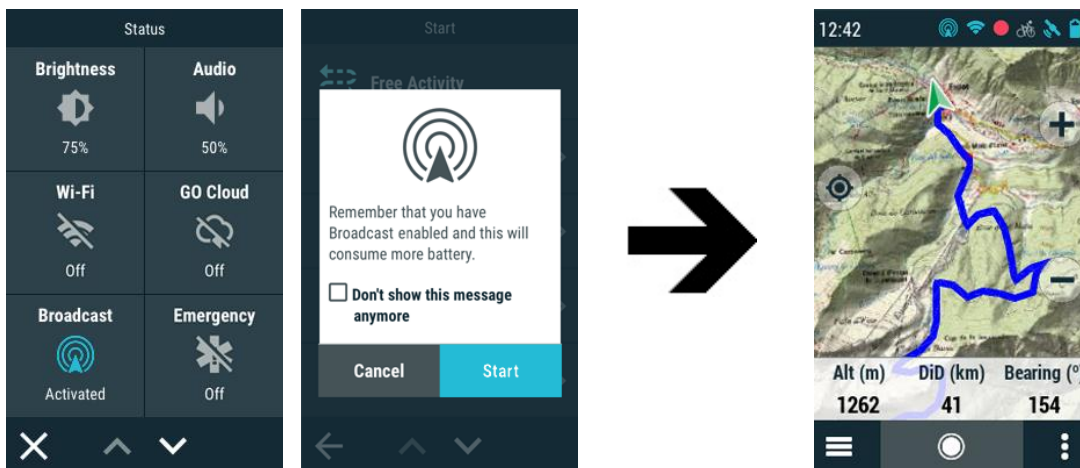 Status
Brightness
Audio
75%
50%
Wi-Fi
GO Cloud
Off
Off
Broadcast
Emergency
Activated
Off
Start
Free Activity
Remember that you have
Broadcast enabled and this will
consume more battery.
Don't show this message
anymore
Cancel
Start
12:42
Alt (m)
DiD (km)
Bearing (º)
1262
41
154